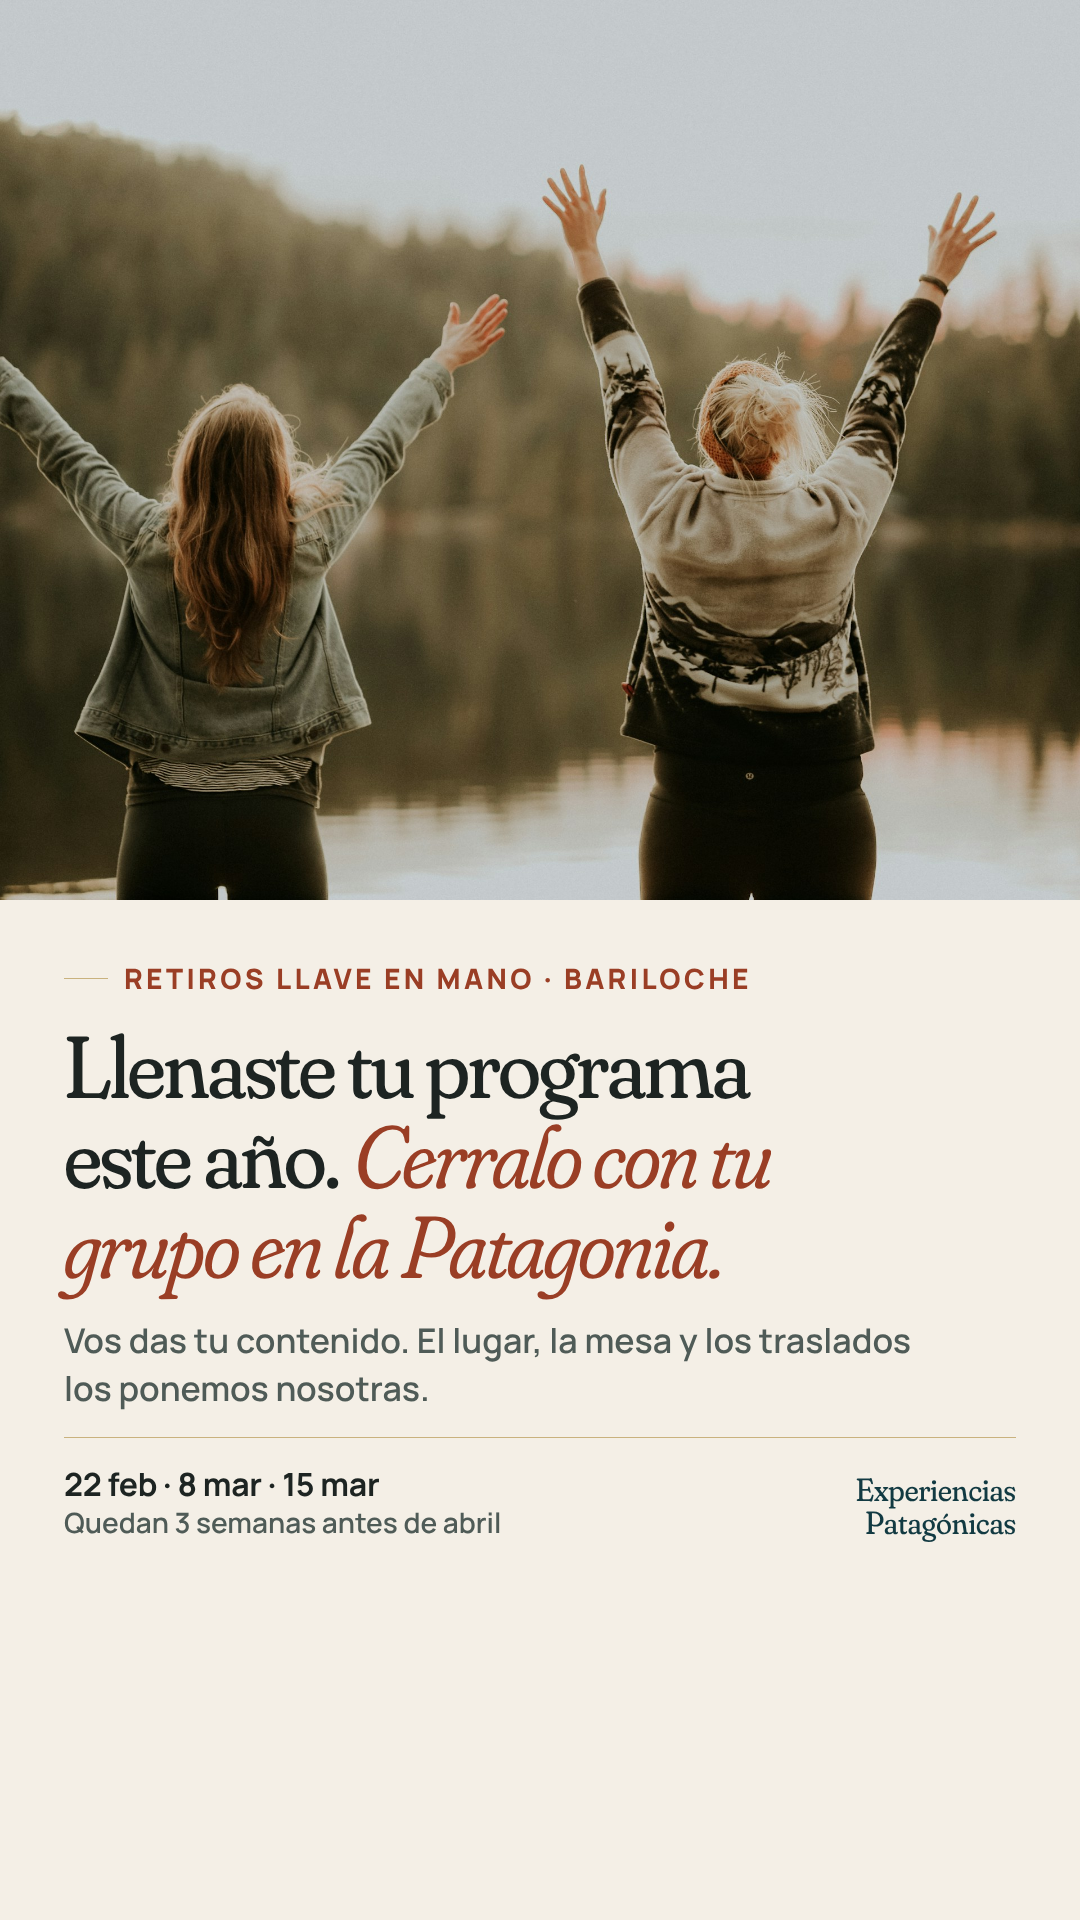 RETIROS LLAVE EN MANO · BARILOCHE
Llenaste tu programa
este año. Cerralo con tu
grupo en la Patagonia.
Vos das tu contenido. El lugar, la mesa y los traslados
los ponemos nosotras.
22 feb · 8 mar · 15 mar
Quedan 3 semanas antes de abril
Experiencias
Patagónicas